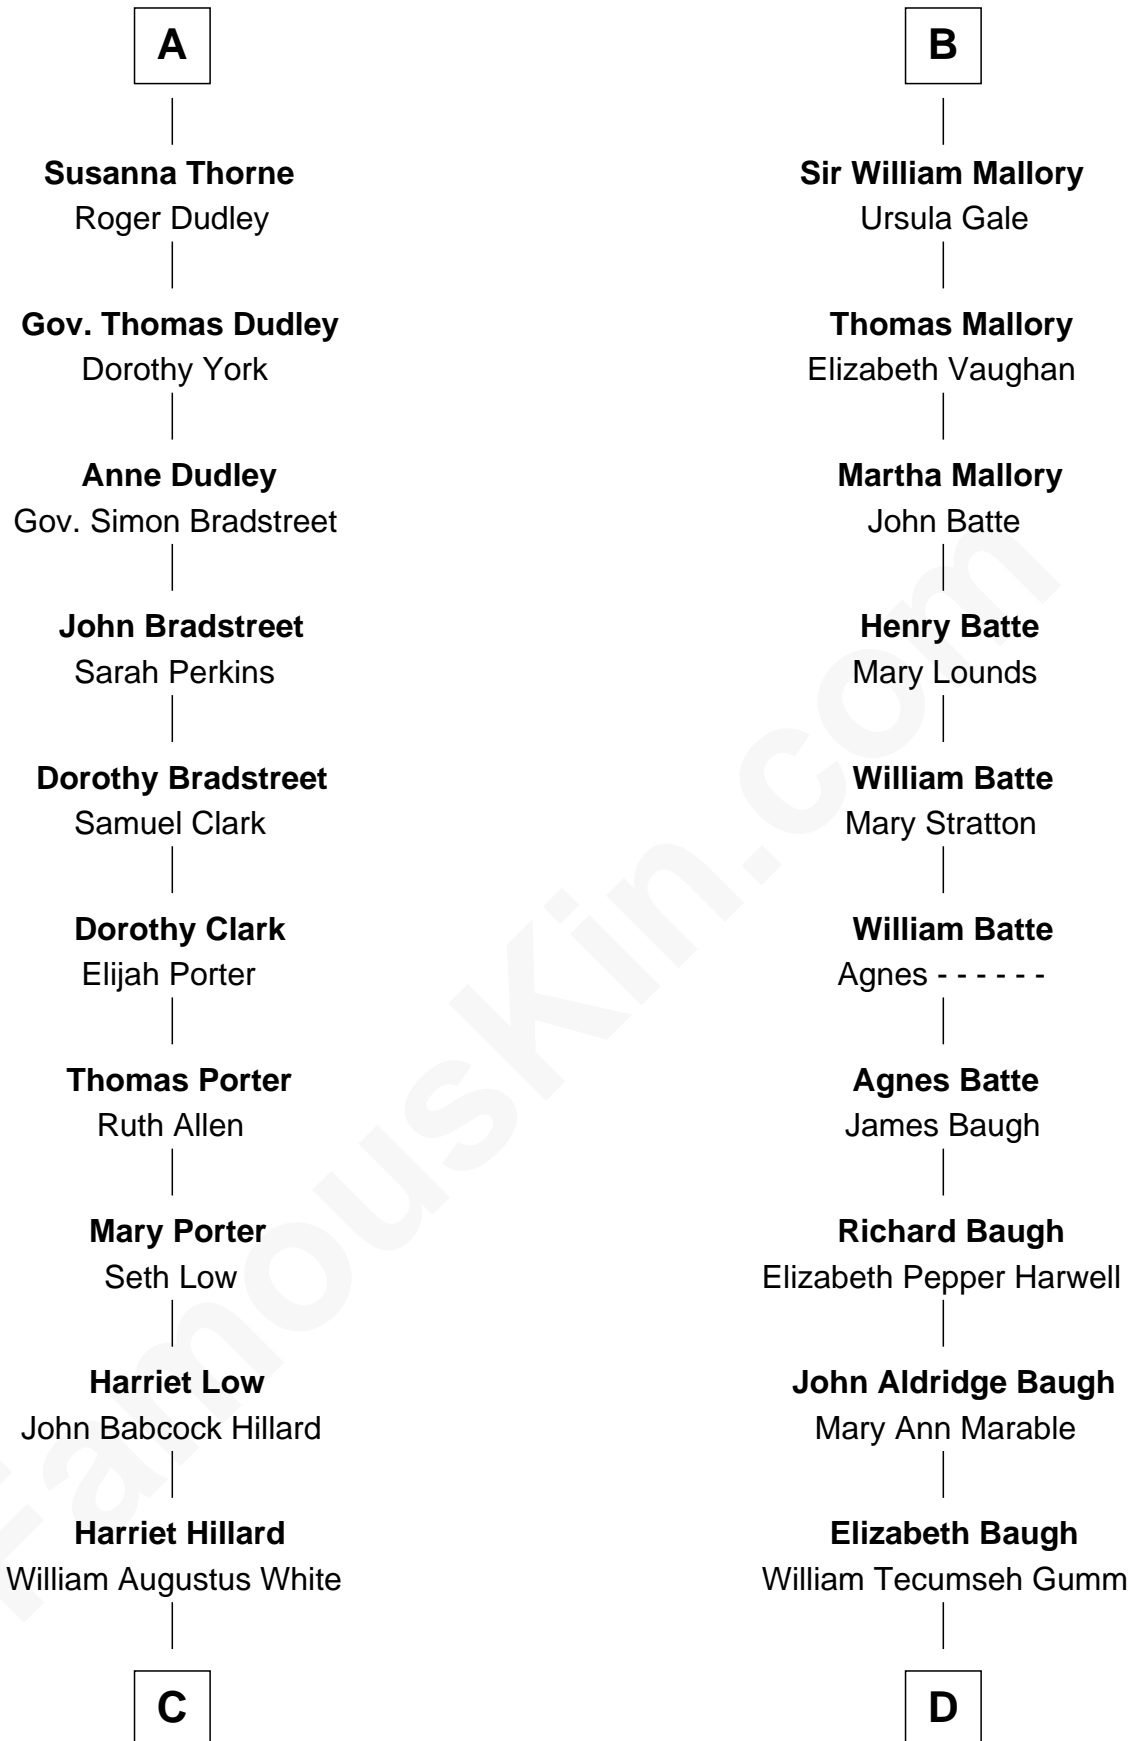 A
Susanna Thorne
Roger Dudley
Gov. Thomas Dudley
Dorothy York
Anne Dudley
Gov. Simon Bradstreet
John Bradstreet
Sarah Perkins
Dorothy Bradstreet
Samuel Clark
Dorothy Clark
Elijah Porter
Thomas Porter
Ruth Allen
Mary Porter
Seth Low
Harriet Low
John Babcock Hillard
Harriet Hillard
William Augustus White
C
B
Sir William Mallory
Ursula Gale
Thomas Mallory
Elizabeth Vaughan
Martha Mallory
John Batte
Henry Batte
Mary Lounds
William Batte
Mary Stratton
William Batte
Agnes - - - - - -
Agnes Batte
James Baugh
Richard Baugh
Elizabeth Pepper Harwell
John Aldridge Baugh
Mary Ann Marable
Elizabeth Baugh
William Tecumseh Gumm
D
FamousKin.com